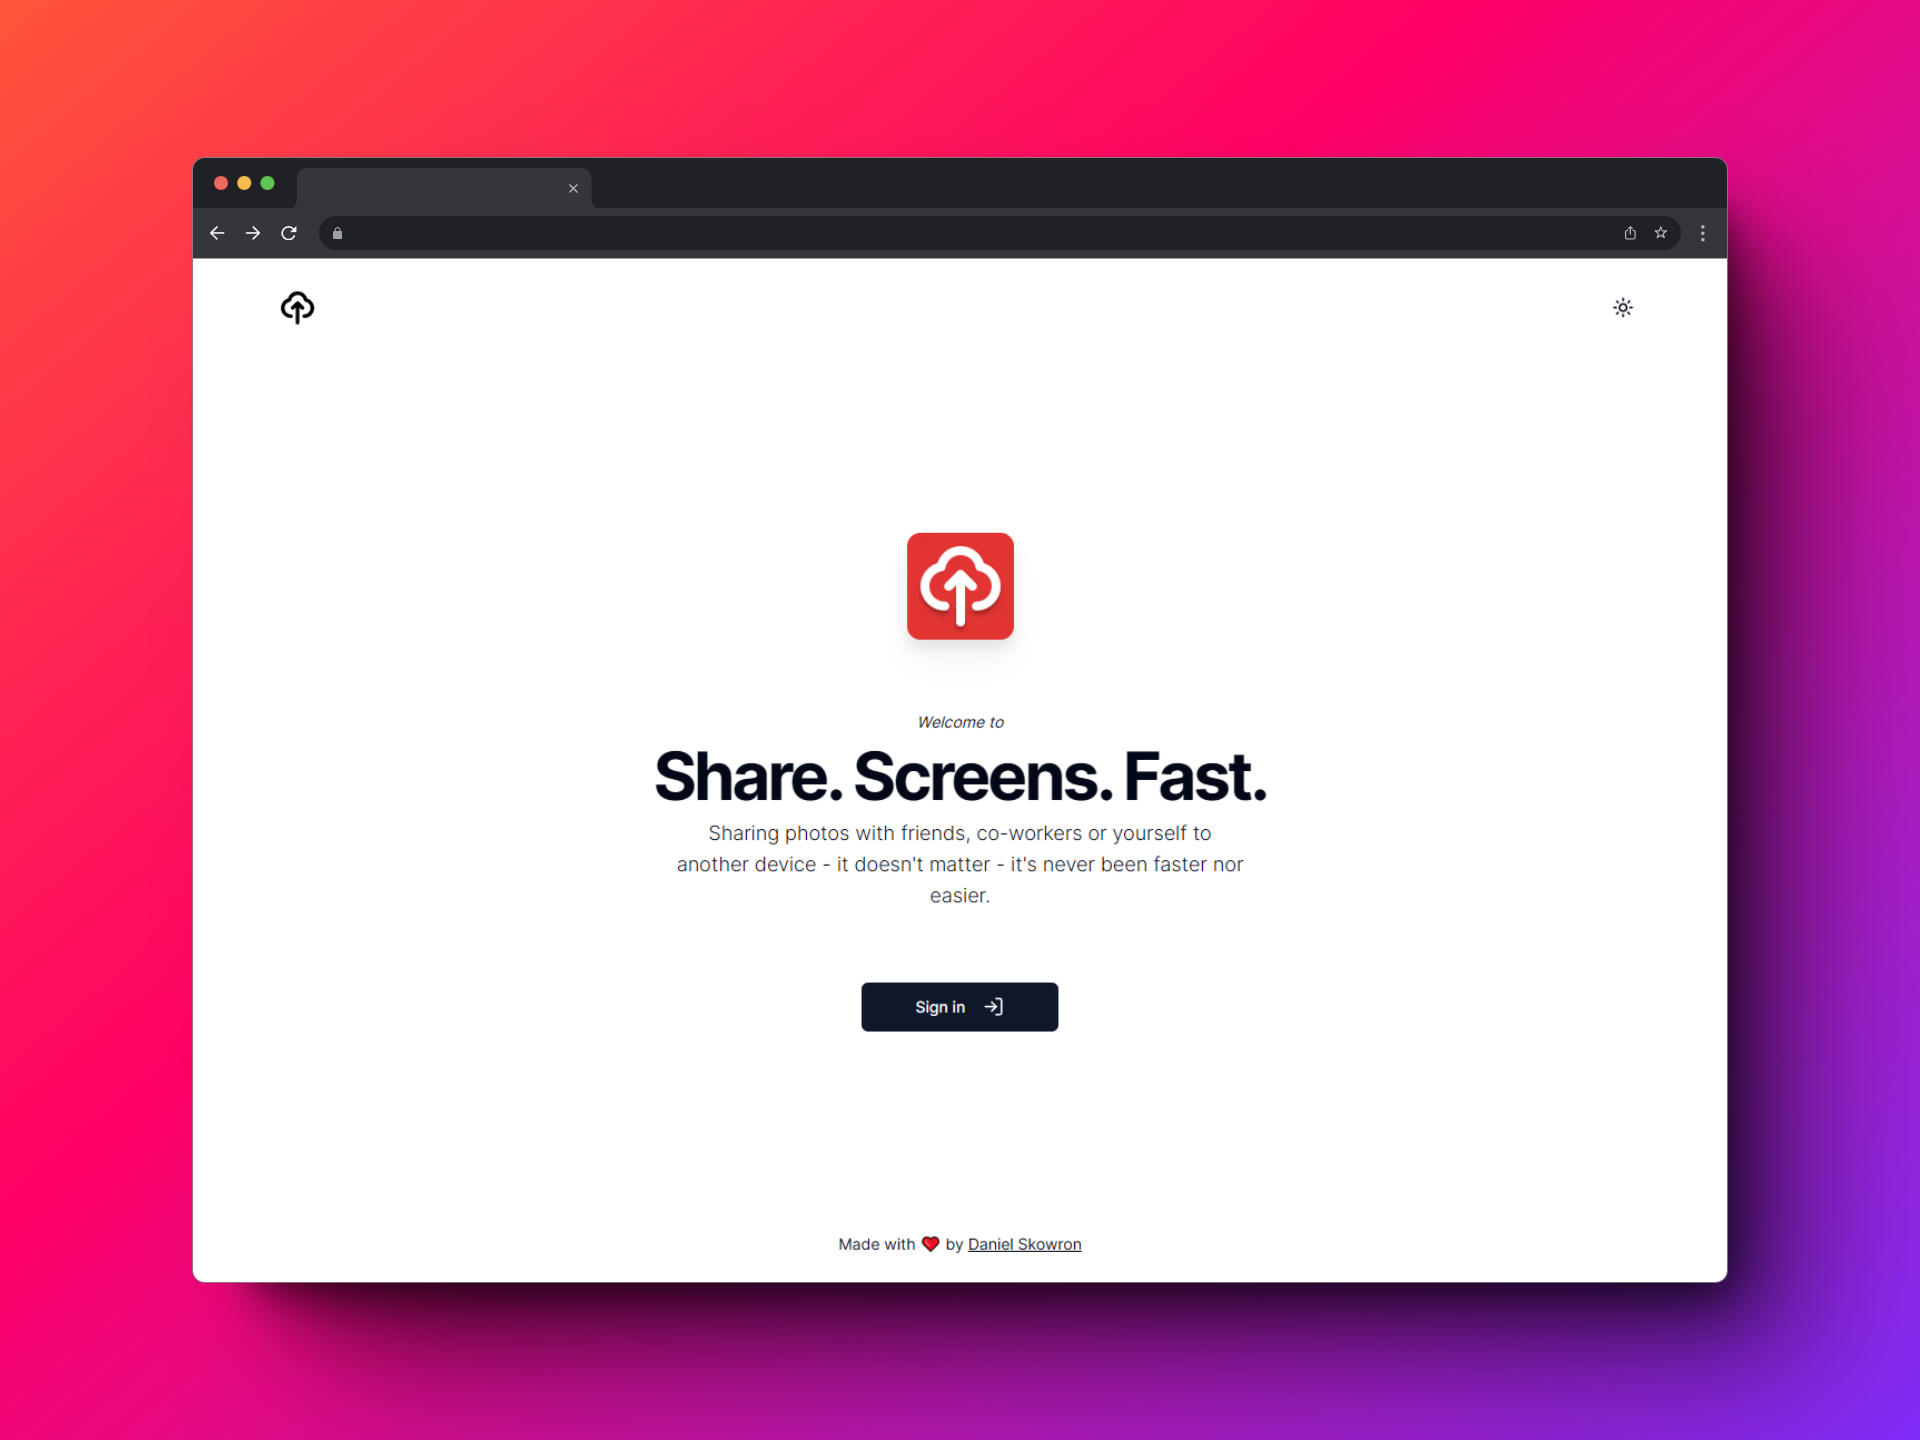 Welcome to
Share. Screens. Fast.
Sharing photos with friends, co-workers or yourself to
another device - it doesn't matter - it's never been faster nor
easier.
Sign in
Made with ❤️ by Daniel Skowron